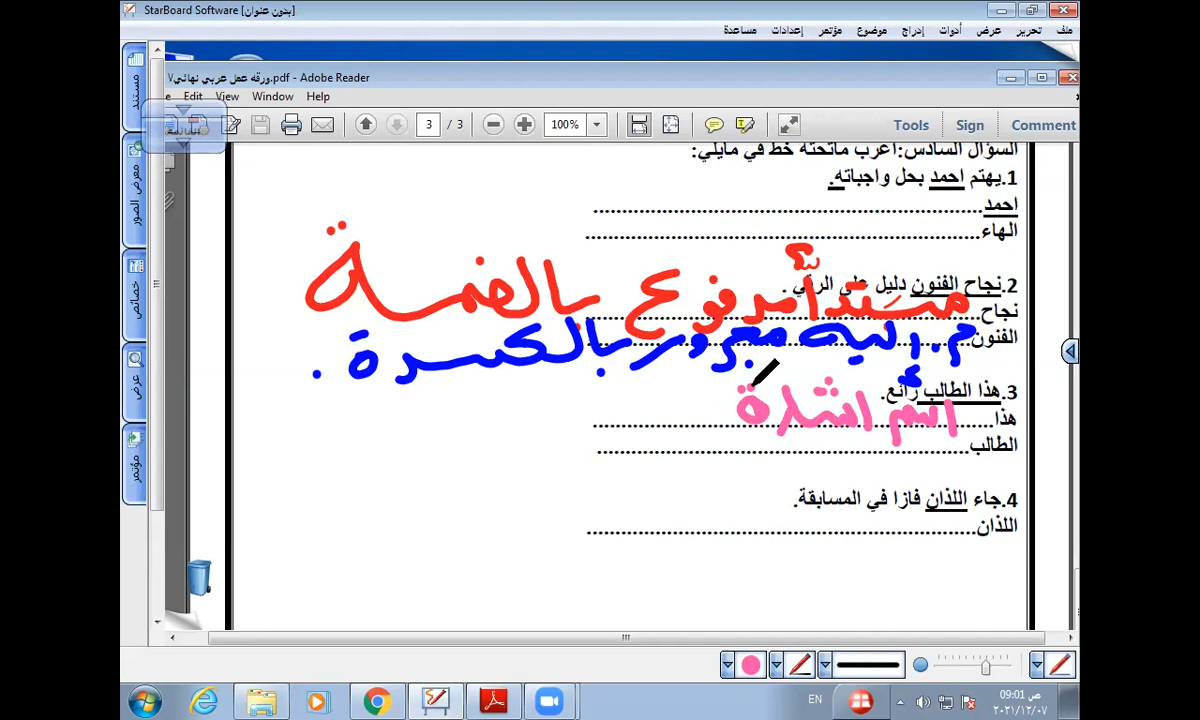 StarBoard Software [بدون عنوان]
ملف تحرير عرض أدوات إدراج موضوع مؤتمر إعدادات مساعدة
ورقه عمل عربي نهائي٧.pdf - Adobe Reader
e Edit View Window Help
3 / 3 100% Tools Sign Comment
مستند
معرض الصور
خصائص
عرض
مؤتمر
السؤال السادس:اعرب ماتحته خط في مايلي:
1.يهتم احمد بحل واجباته.
احمد
الهاء
2.نجاح الفنون دليل على الرقي .
نجاح
مبتدأ مرفوع بالضمة
الفنون
م. إليه مجرور بالكسرة .
3.هذا الطالب رائع.
هذا
اسم اشارة
الطالب
4.جاء اللذان فازا في المسابقة.
اللذان
EN
09:01 ص
٢٠٢١/١٢/٠٧